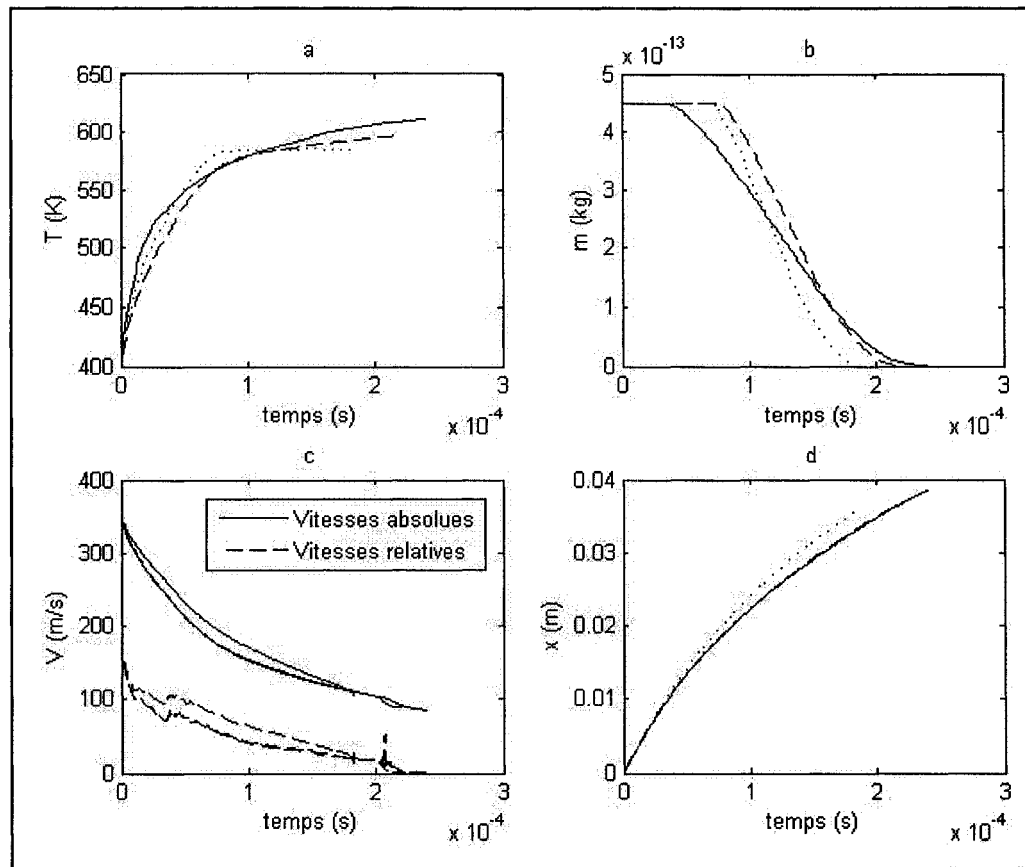 a
T (K)
650
600
550
500
450
400
0
1
2
3
temps (s)
x 10^-4
b
x 10^-13
m (kg)
5
4
3
2
1
0
0
1
2
3
temps (s)
x 10^-4
c
V (m/s)
400
300
200
100
0
0
1
2
3
Vitesses absolues
Vitesses relatives
temps (s)
x 10^-4
d
x (m)
0.04
0.03
0.02
0.01
0
0
1
2
3
temps (s)
x 10^-4